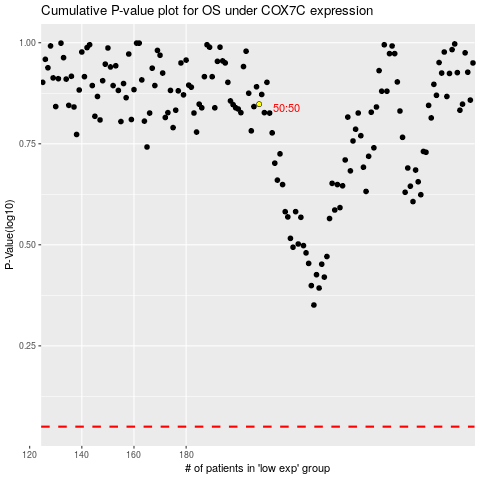 Cumulative P-value plot for OS under COX7C expression
P-Value(log10)
1.00
0.75
0.50
0.25
50:50
120 140 160 180
# of patients in 'low exp' group